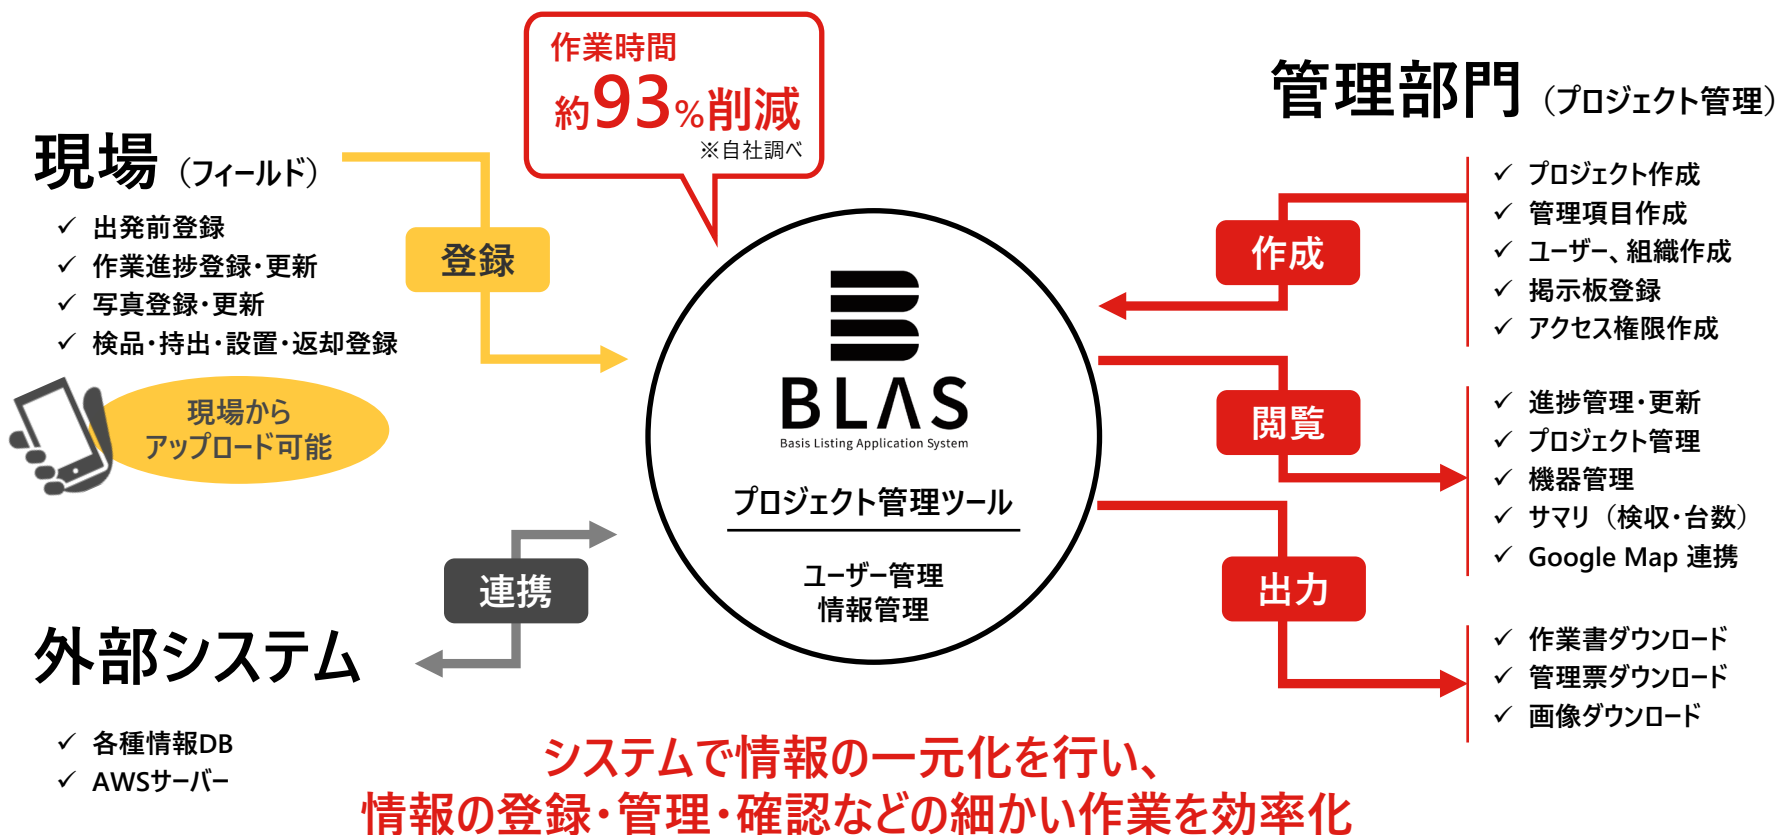 作業時間
約93%削減
※自社調べ
現場（フィールド）
✓ 出発前登録
✓ 作業進捗登録・更新
✓ 写真登録・更新
✓ 検品・持出・設置・返却登録
現場から
アップロード可能
登録
連携
外部システム
✓ 各種情報DB
✓ AWSサーバー
BLAS
Basis Listing Application System
プロジェクト管理ツール
ユーザー管理
情報管理
管理部門（プロジェクト管理）
作成
✓ プロジェクト作成
✓ 管理項目作成
✓ ユーザー、組織作成
✓ 掲示板登録
✓ アクセス権限作成
閲覧
✓ 進捗管理・更新
✓ プロジェクト管理
✓ 機器管理
✓ サマリ（検収・台数）
✓ Google Map 連携
出力
✓ 作業書ダウンロード
✓ 管理票ダウンロード
✓ 画像ダウンロード
システムで情報の一元化を行い、
情報の登録・管理・確認などの細かい作業を効率化